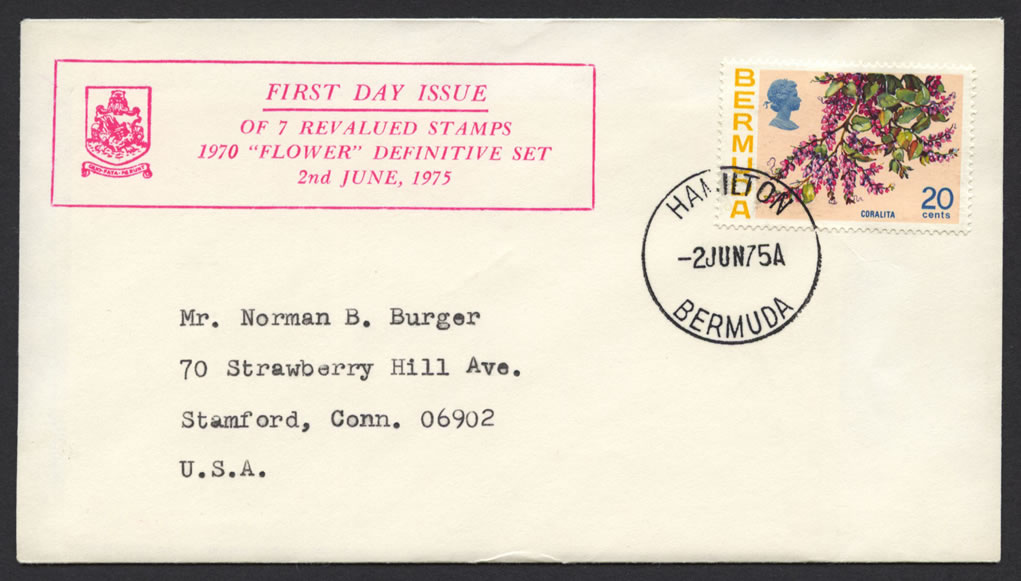 FIRST DAY ISSUE
OF 7 REVALUED STAMPS
1970 "FLOWER" DEFINITIVE SET
2nd JUNE, 1975
BERMUDA
CORALITA
20
cents
HAMILTON
-2JUN75A
BERMUDA
Mr. Norman B. Burger
70 Strawberry Hill Ave.
Stamford, Conn. 06902
U.S.A.